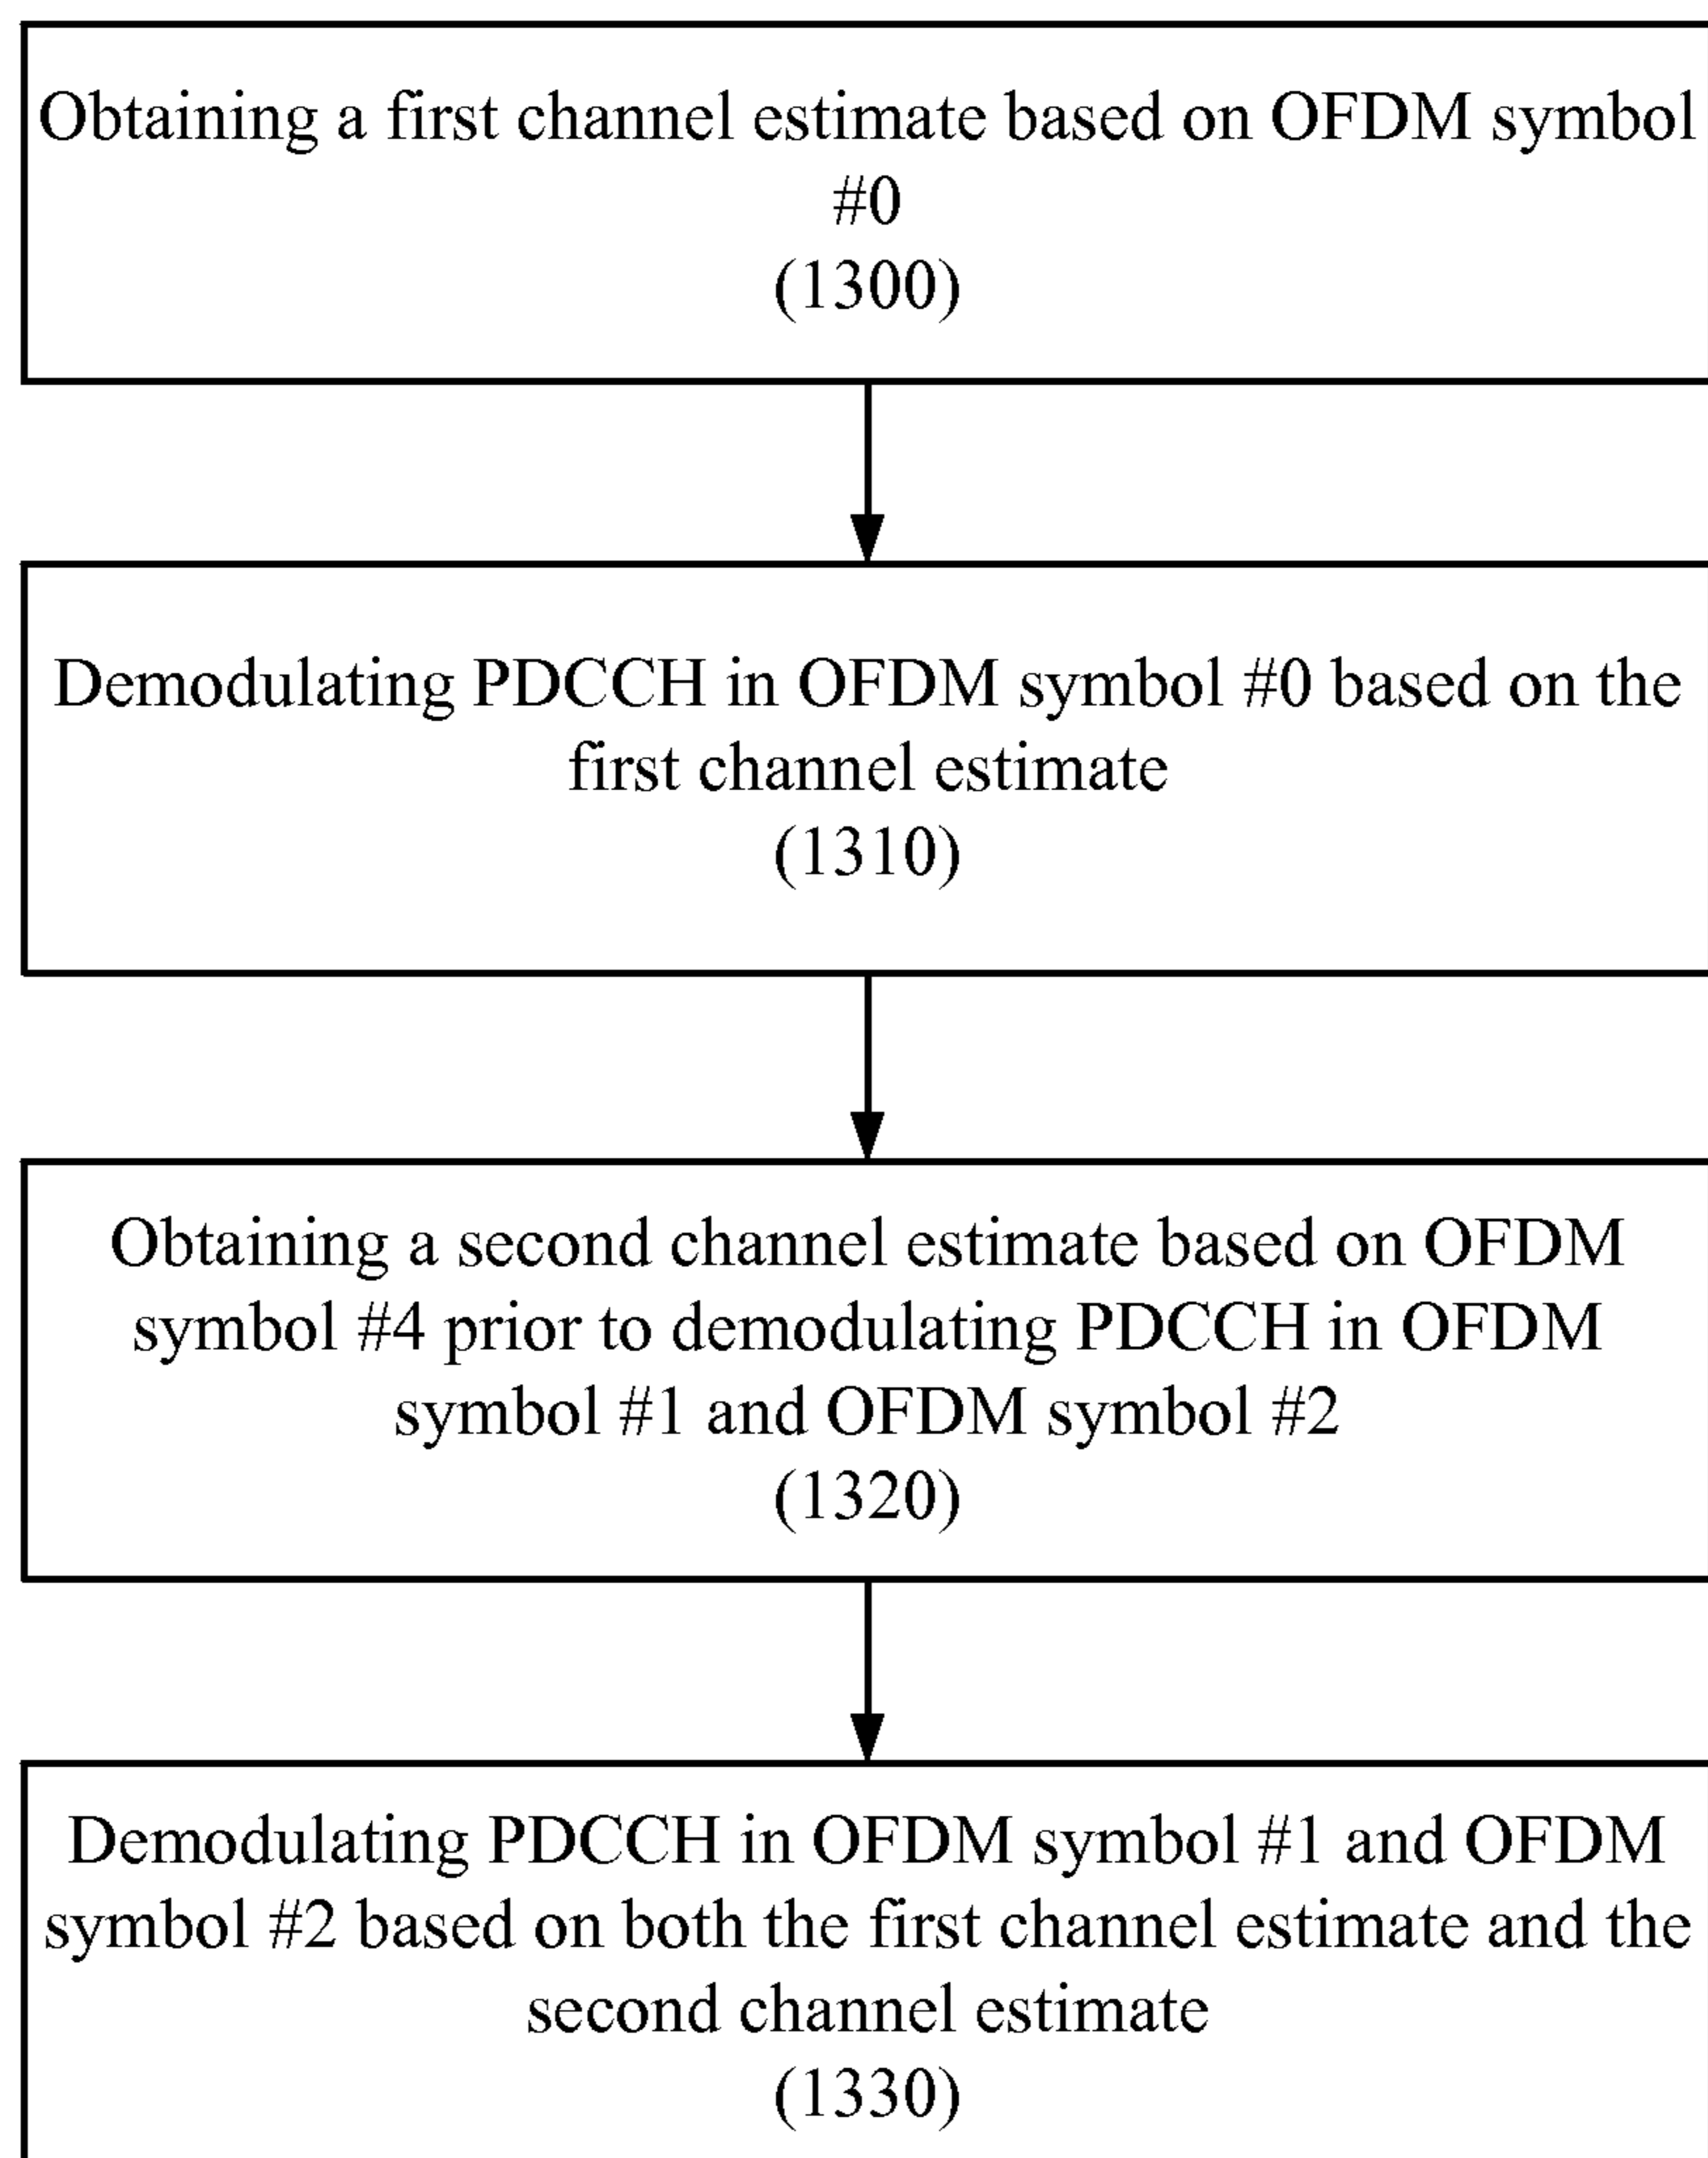 Obtaining a first channel estimate based on OFDM symbol
#0
(1300)
Demodulating PDCCH in OFDM symbol #0 based on the
first channel estimate
(1310)
Obtaining a second channel estimate based on OFDM
symbol #4 prior to demodulating PDCCH in OFDM
symbol #1 and OFDM symbol #2
(1320)
Demodulating PDCCH in OFDM symbol #1 and OFDM
symbol #2 based on both the first channel estimate and the
second channel estimate
(1330)